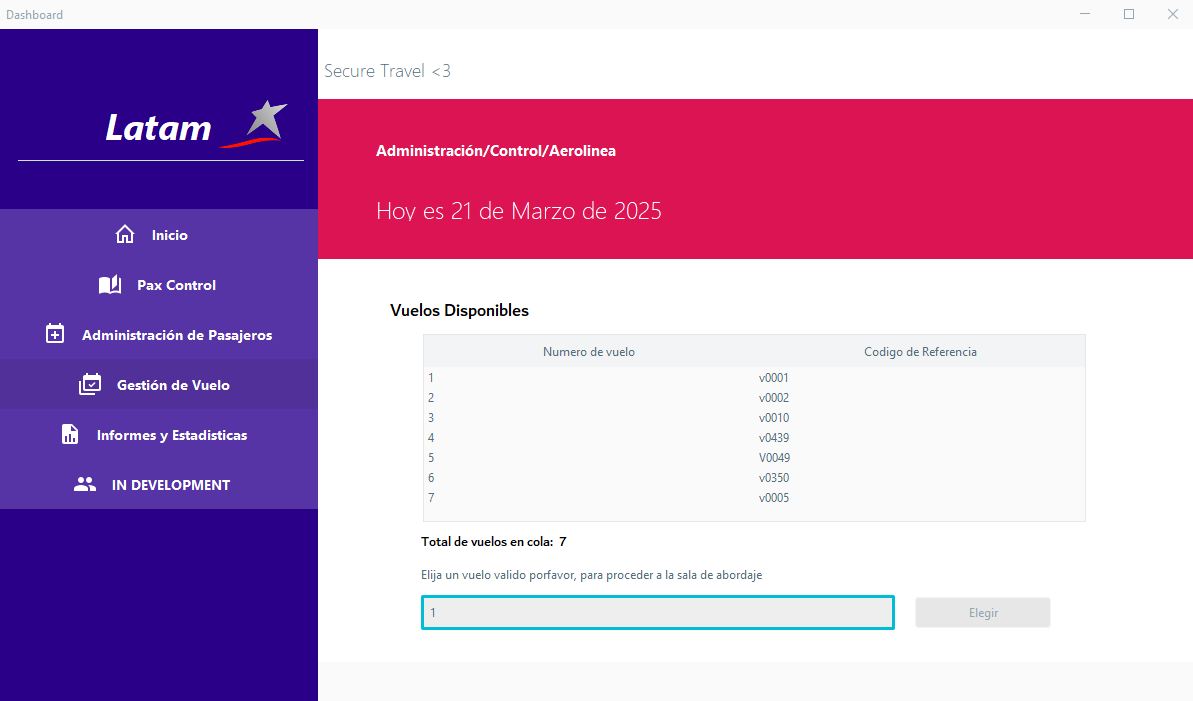 Dashboard
Latam
Inicio
Pax Control
Administración de Pasajeros
Gestión de Vuelo
Informes y Estadisticas
IN DEVELOPMENT
Secure Travel <3
Administración/Control/Aerolinea
Hoy es 21 de Marzo de 2025
Vuelos Disponibles
Numero de vuelo Codigo de Referencia
1 v0001
2 v0002
3 v0010
4 v0439
5 V0049
6 v0350
7 v0005
Total de vuelos en cola: 7
Elija un vuelo valido porfavor, para proceder a la sala de abordaje
1
Elegir